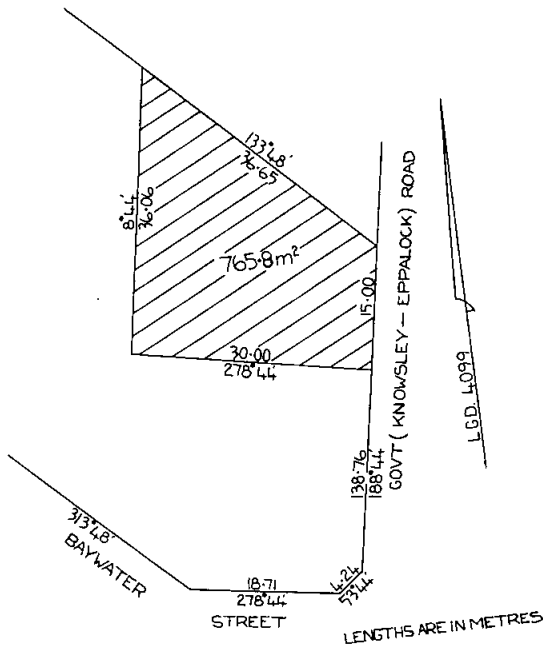 133°48'
36.65
8°44'
36.06
765.8m²
15.00
30.00
278°44'
GOVT (KNOWSLEY - EPPALOCK) ROAD
LGD. 4099
138.76
188°44'
313°48'
BAYWATER
18.71
278°44'
STREET
4.24
53°44'
LENGTHS ARE IN METRES